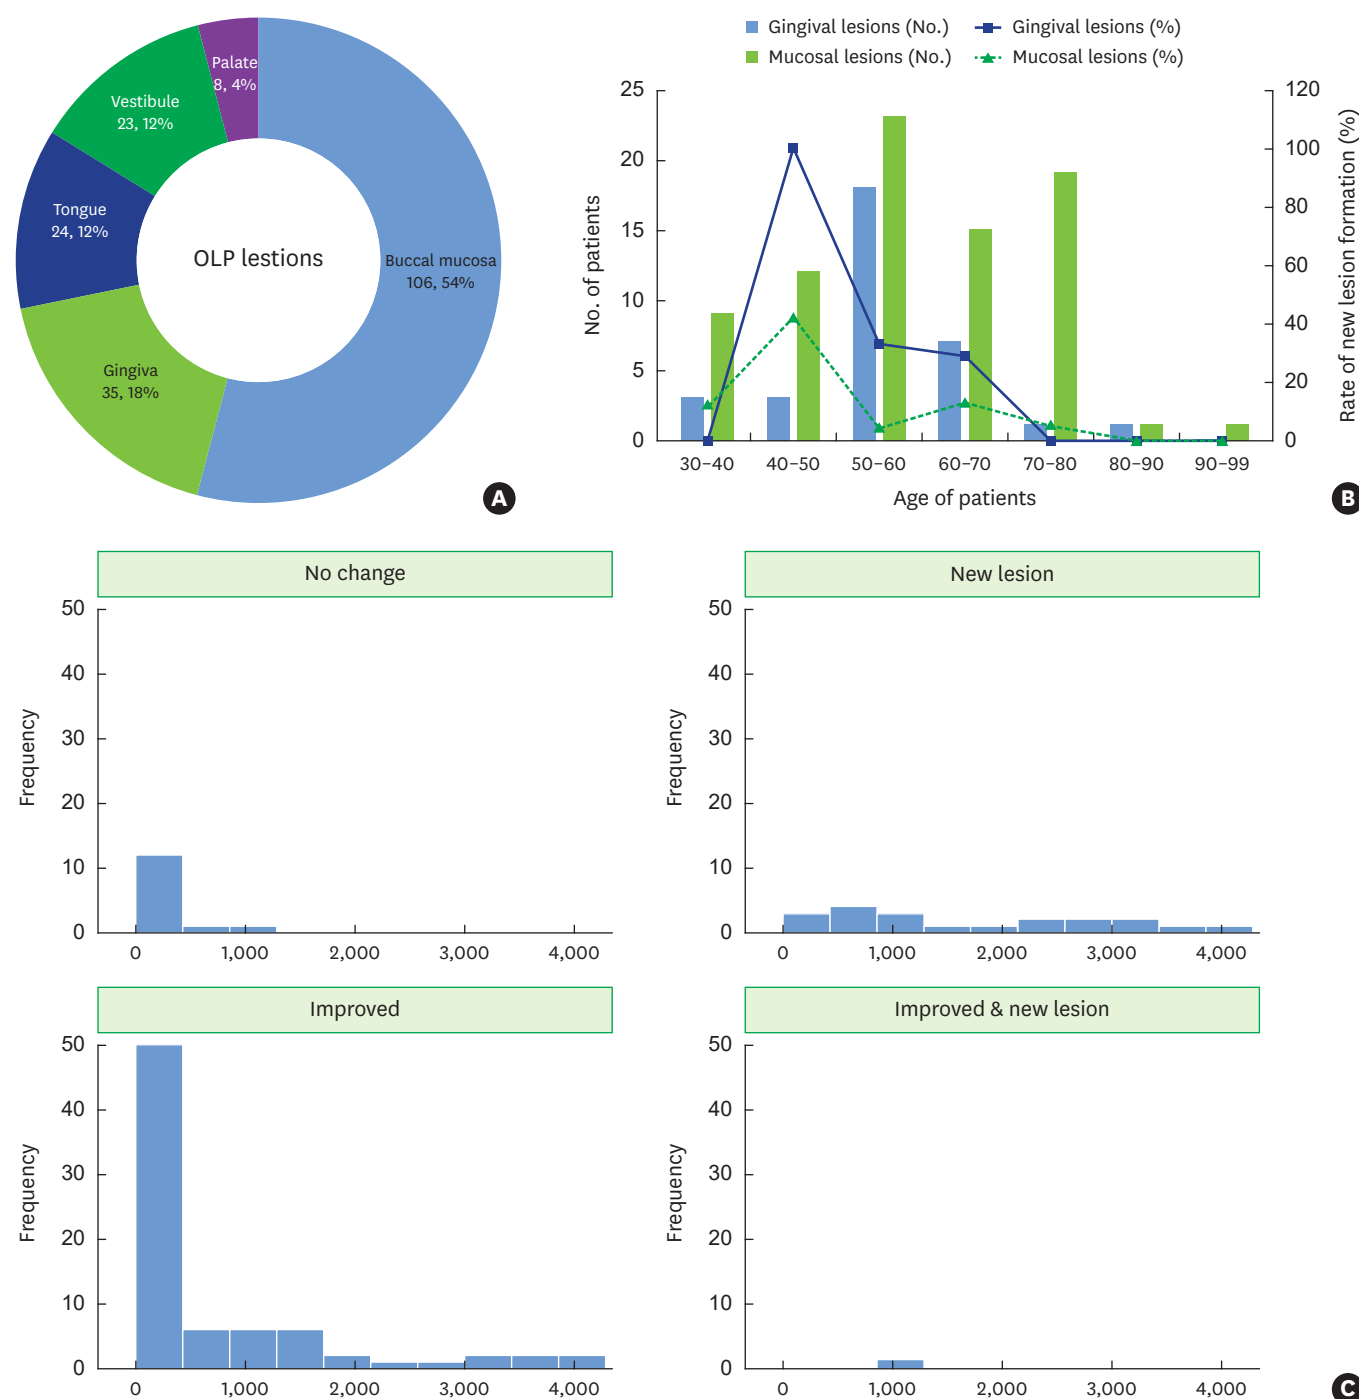 Palate
8, 4%
Vestibule
23, 12%
Tongue
24, 12%
OLP lestions
Buccal mucosa
106, 54%
Gingiva
35, 18%
A
Gingival lesions (No.) Gingival lesions (%)
Mucosal lesions (No.) Mucosal lesions (%)
25
20
15
10
5
0
No. of patients
120
100
80
60
40
20
0
Rate of new lesion formation (%)
30–40 40–50 50–60 60–70 70–80 80–90 90–99
Age of patients
B
No change
50
40
30
20
10
0
Frequency
0 1,000 2,000 3,000 4,000
New lesion
50
40
30
20
10
0
Frequency
0 1,000 2,000 3,000 4,000
Improved
50
40
30
20
10
0
Frequency
0 1,000 2,000 3,000 4,000
Improved & new lesion
50
40
30
20
10
0
Frequency
0 1,000 2,000 3,000 4,000
C